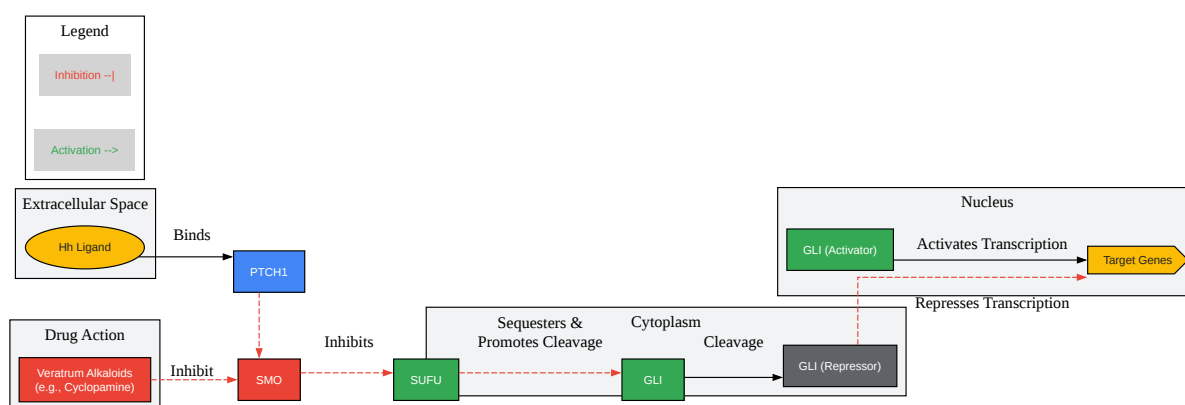 Legend
Inhibition --|
Activation -->
Extracellular Space
Hh Ligand
Binds
PTCH1
Drug Action
Veratrum Alkaloids
(e.g., Cyclopamine)
Inhibit
SMO
Inhibits
SUFU
Sequesters &
Promotes Cleavage
Cytoplasm
GLI
Cleavage
GLI (Repressor)
Nucleus
GLI (Activator)
Activates Transcription
Target Genes
Represses Transcription